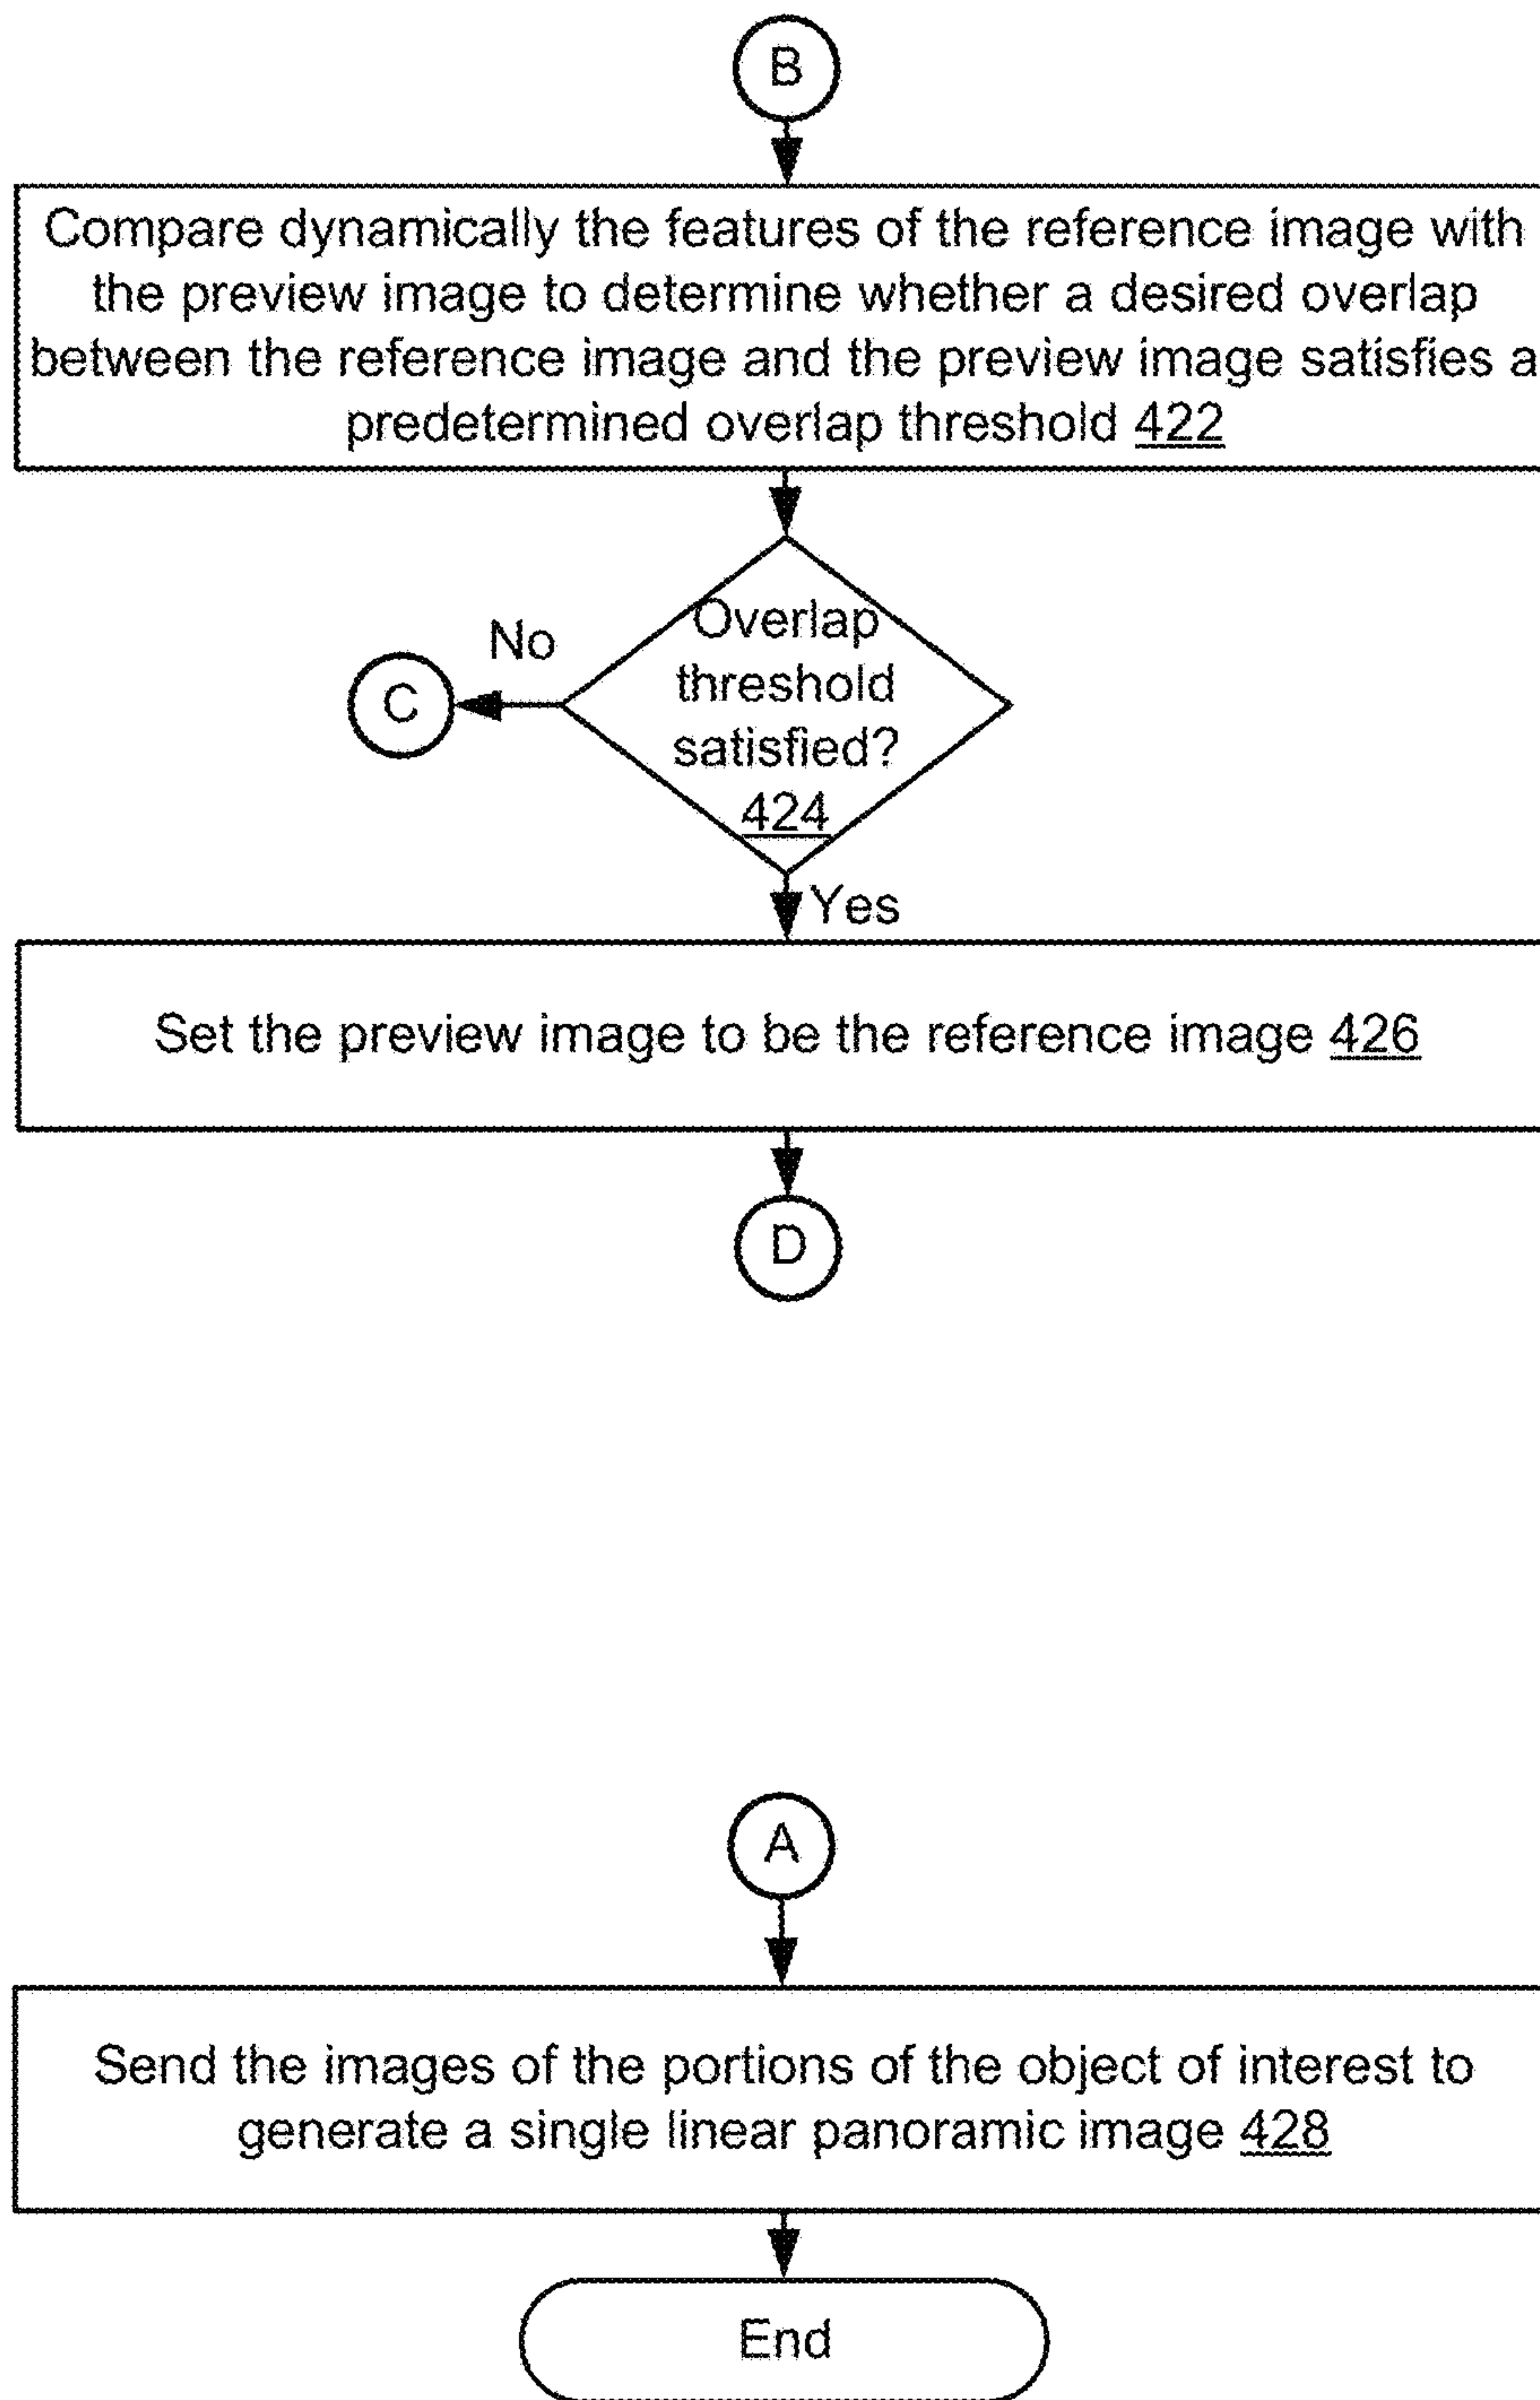 B
Compare dynamically the features of the reference image with
the preview image to determine whether a desired overlap
between the reference image and the preview image satisfies a
predetermined overlap threshold 422
Overlap
threshold
satisfied?
424
No
C
Yes
Set the preview image to be the reference image 426
D
A
Send the images of the portions of the object of interest to
generate a single linear panoramic image 428
End